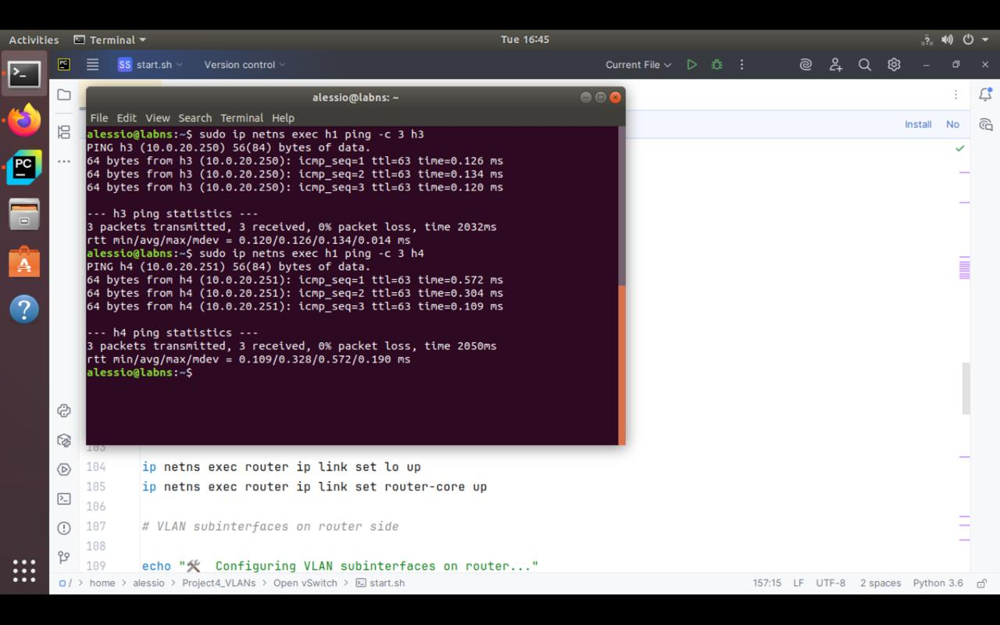 Activities Terminal Tue 16:45
PC SS start.sh Version control Current File
alessio@labns: ~
File Edit View Search Terminal Help
Install No
alessio@labns:~$ sudo ip netns exec h1 ping -c 3 h3
PING h3 (10.0.20.250) 56(84) bytes of data.
64 bytes from h3 (10.0.20.250): icmp_seq=1 ttl=63 time=0.126 ms
64 bytes from h3 (10.0.20.250): icmp_seq=2 ttl=63 time=0.134 ms
64 bytes from h3 (10.0.20.250): icmp_seq=3 ttl=63 time=0.120 ms
--- h3 ping statistics ---
3 packets transmitted, 3 received, 0% packet loss, time 2032ms
rtt min/avg/max/mdev = 0.120/0.126/0.134/0.014 ms
alessio@labns:~$ sudo ip netns exec h1 ping -c 3 h4
PING h4 (10.0.20.251) 56(84) bytes of data.
64 bytes from h4 (10.0.20.251): icmp_seq=1 ttl=63 time=0.572 ms
64 bytes from h4 (10.0.20.251): icmp_seq=2 ttl=63 time=0.304 ms
64 bytes from h4 (10.0.20.251): icmp_seq=3 ttl=63 time=0.109 ms
--- h4 ping statistics ---
3 packets transmitted, 3 received, 0% packet loss, time 2050ms
rtt min/avg/max/mdev = 0.109/0.328/0.572/0.190 ms
alessio@labns:~$
103
104 ip netns exec router ip link set lo up
105 ip netns exec router ip link set router-core up
106
107 # VLAN subinterfaces on router side
108
109 echo "🛠 Configuring VLAN subinterfaces on router..."
/ > home > alessio > Project4_VLANs > Open vSwitch > start.sh 157:15 LF UTF-8 2 spaces Python 3.6